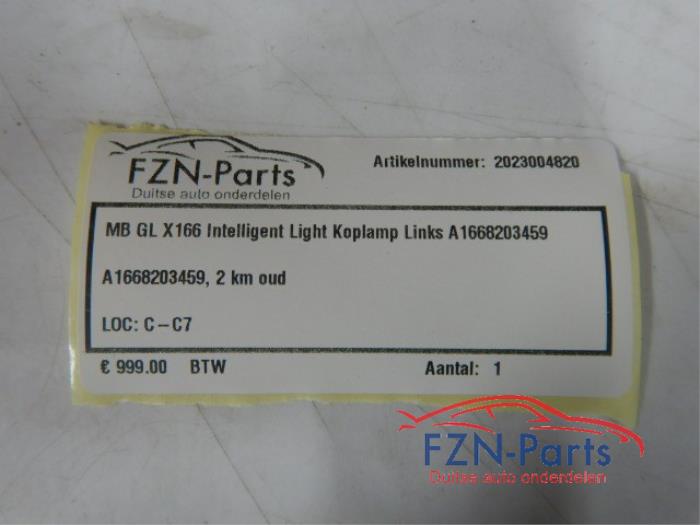 FZN-Parts
Duitse auto onderdelen
Artikelnummer: 2023004820
MB GL X166 Intelligent Light Koplamp Links A1668203459
A1668203459, 2 km oud
LOC: C-C7
€ 999.00 BTW
Aantal: 1
FZN-Parts
Duitse auto onderdelen